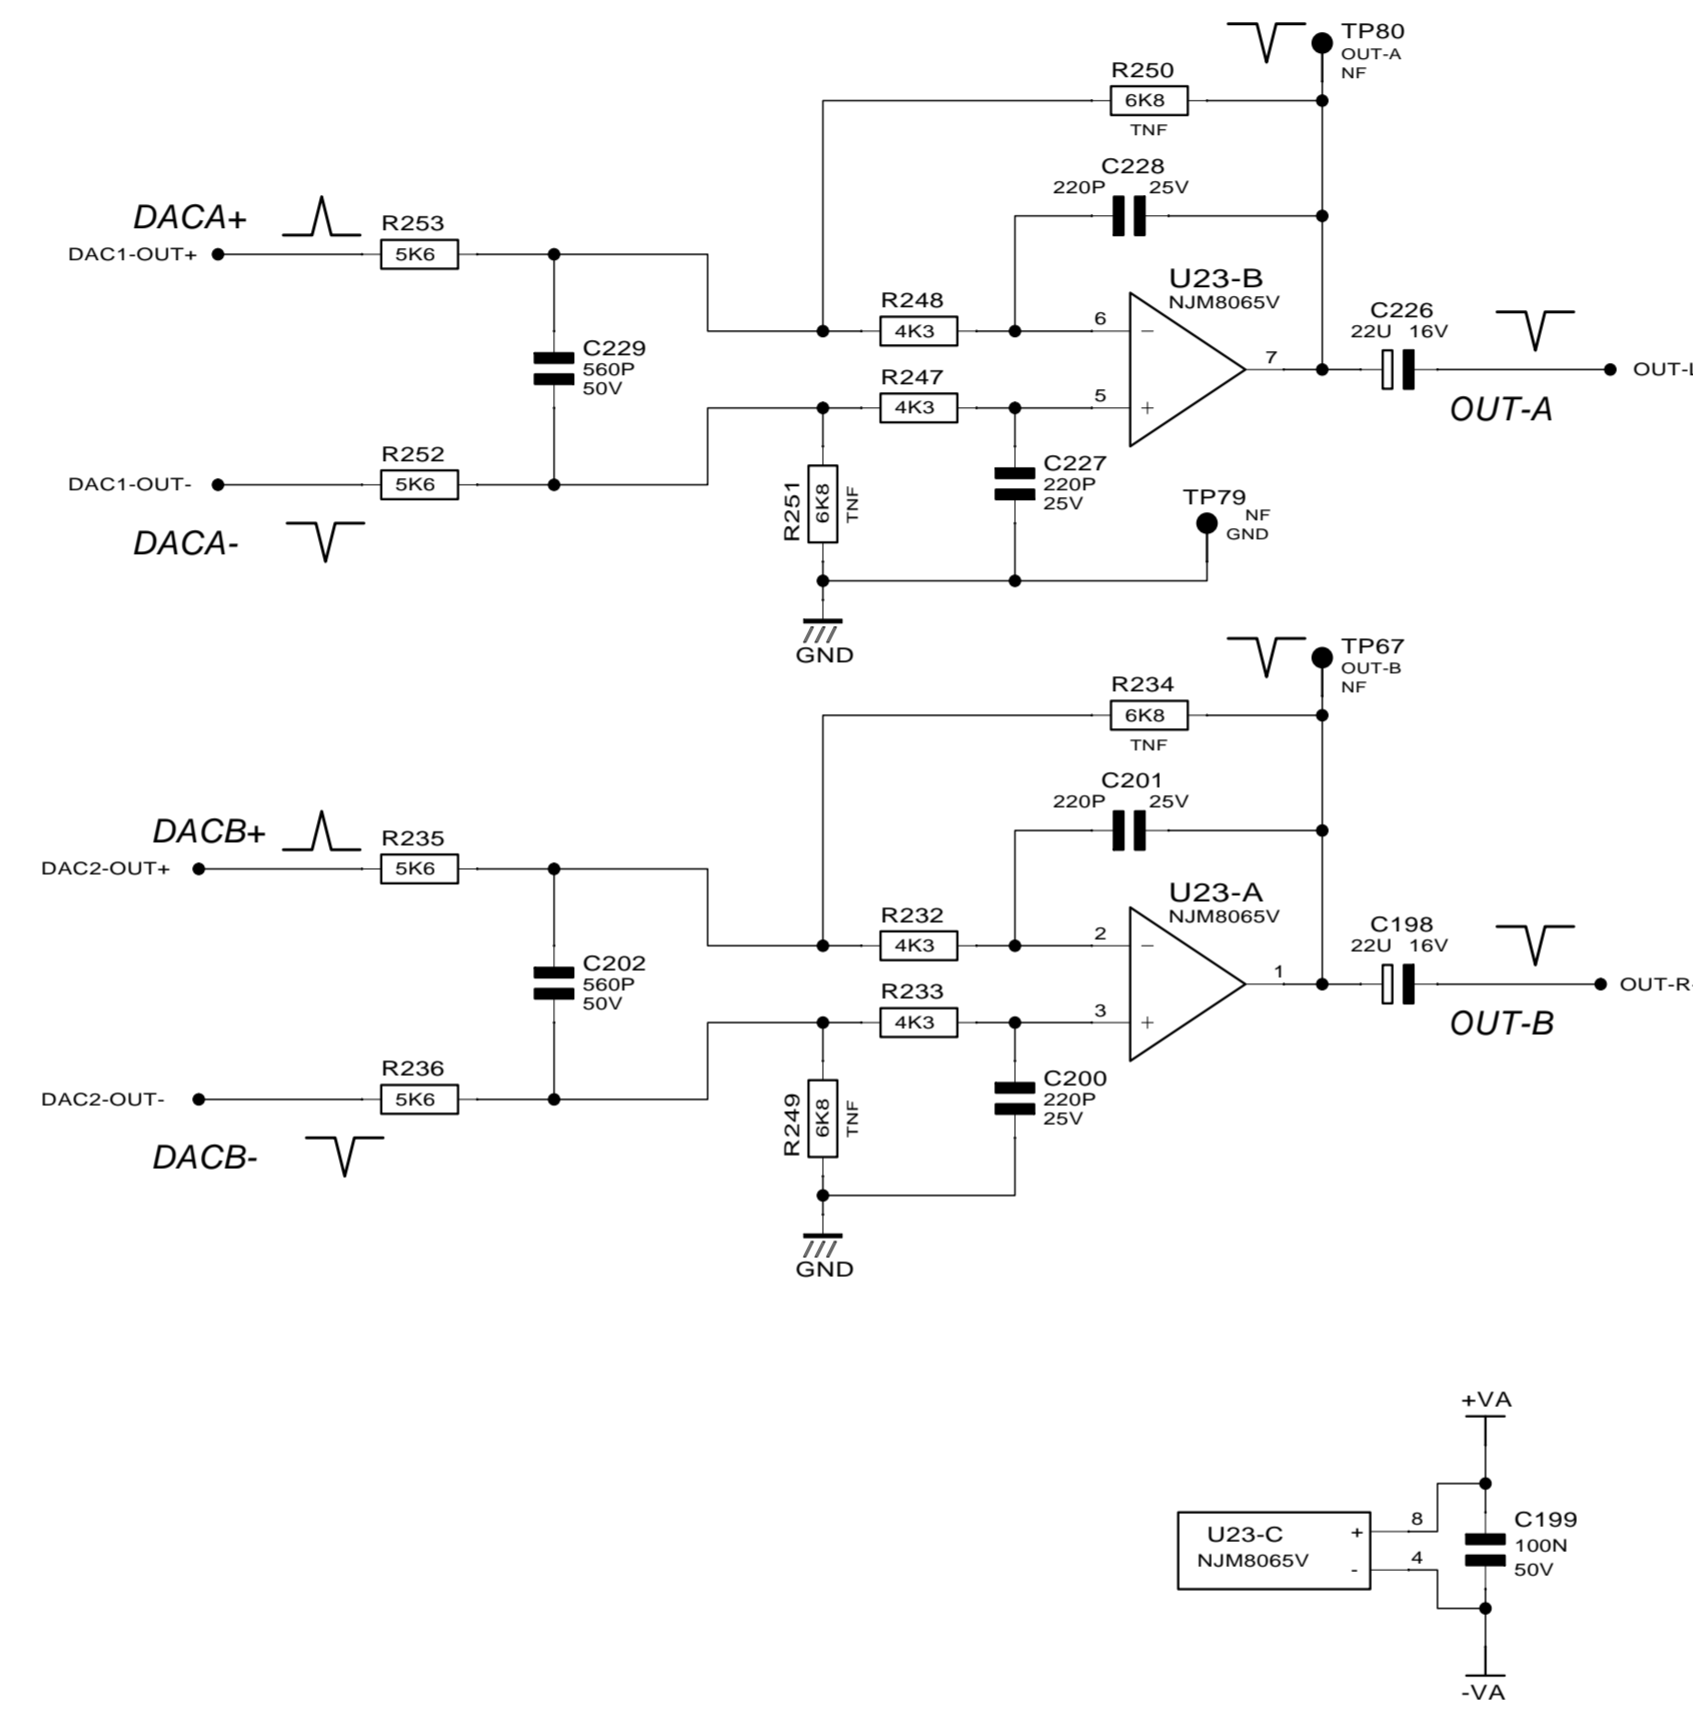 TP80
OUT-A
NF
R250
6K8
TNF
C228
220P 25V
DACA+
R253
DAC1-OUT+
5K6
U23-B
NJM8065V
R248
4K3
6
−
C226
22U 16V
C229
560P
50V
7
OUT-L
R247
4K3
5
+
OUT-A
R252
DAC1-OUT-
5K6
C227
220P
25V
R251
6K8
TNF
TP79
NF
GND
DACA-
GND
TP67
OUT-B
NF
R234
6K8
TNF
C201
220P 25V
DACB+
R235
DAC2-OUT+
5K6
U23-A
NJM8065V
R232
4K3
2
−
C198
22U 16V
C202
560P
50V
1
OUT-R
R233
4K3
3
+
OUT-B
R236
DAC2-OUT-
5K6
C200
220P
25V
R249
6K8
TNF
DACB-
GND
+VA
U23-C
NJM8065V
+
-
8
4
C199
100N
50V
-VA